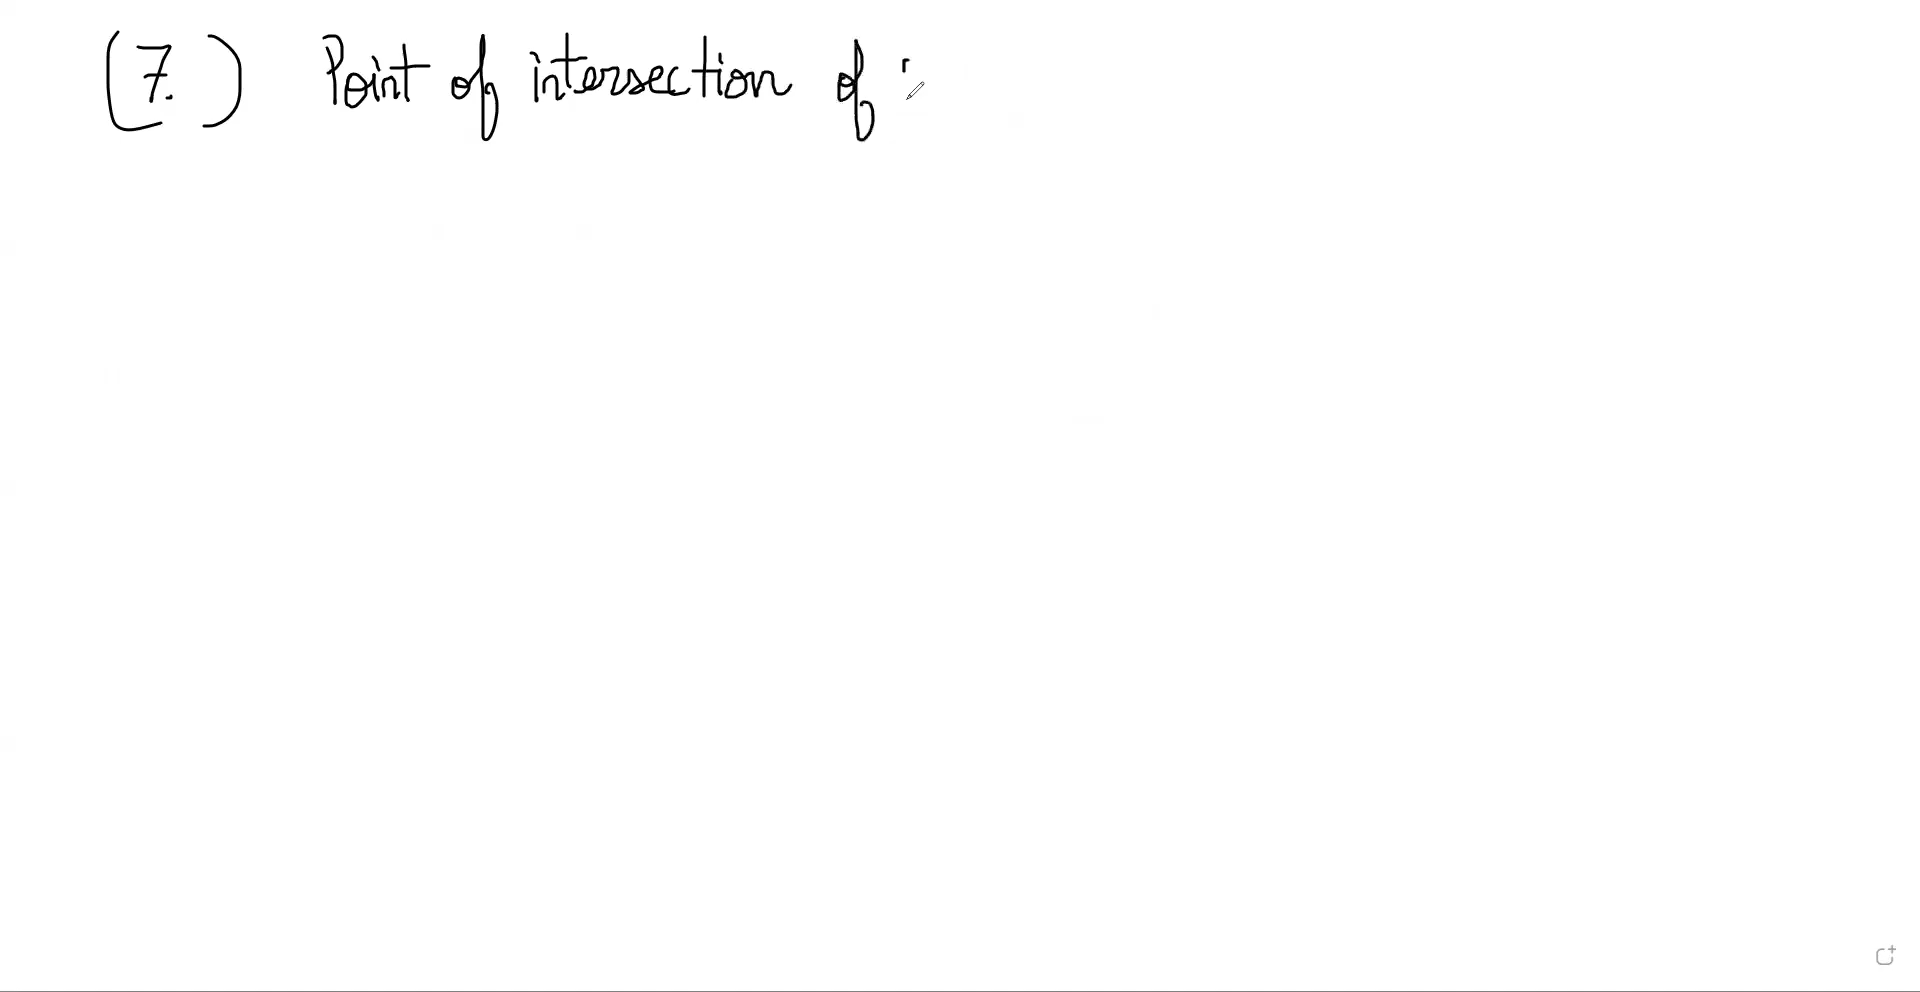 (7.) Point of intersection of :